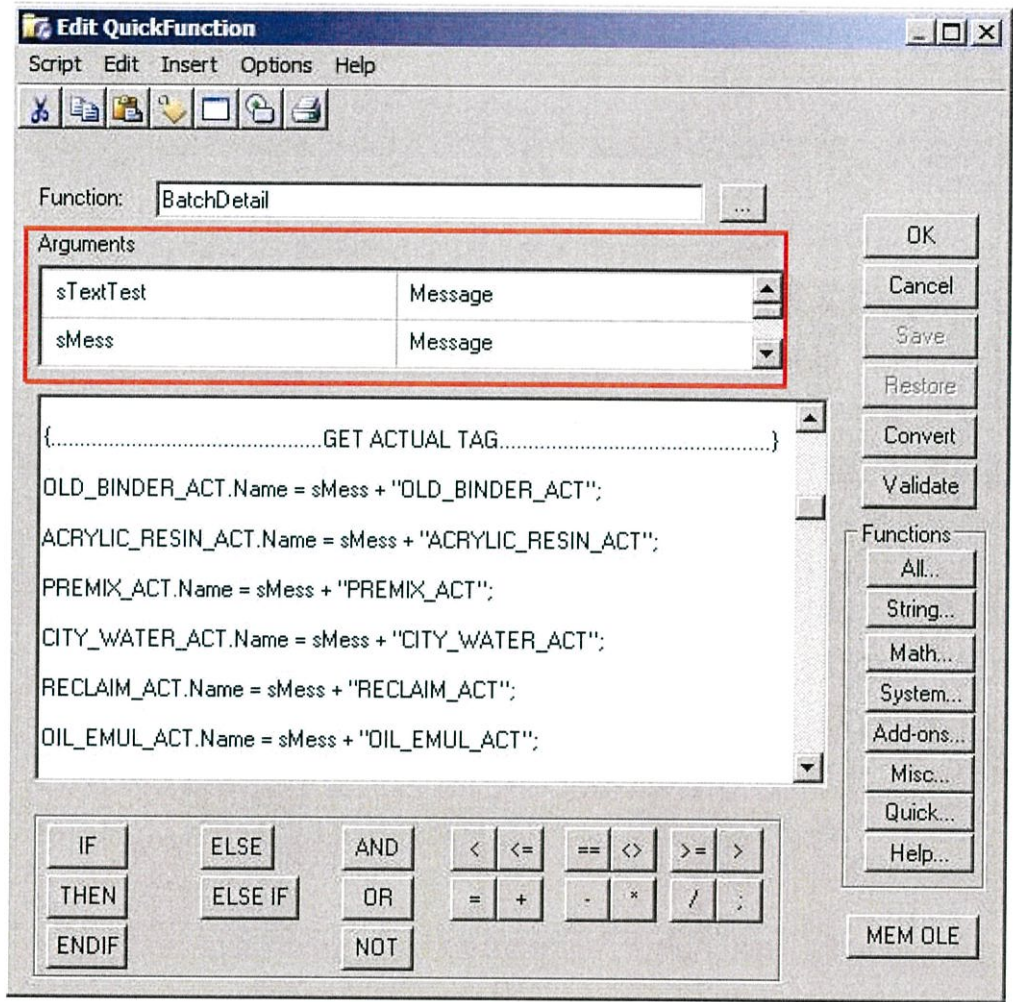 Edit QuickFunction
Script Edit Insert Options Help
Function: BatchDetail ...
Arguments
sTextTest Message
sMess Message
{............................................GET ACTUAL TAG............................................}
OLD_BINDER_ACT.Name = sMess + "OLD_BINDER_ACT";
ACRYLIC_RESIN_ACT.Name = sMess + "ACRYLIC_RESIN_ACT";
PREMIX_ACT.Name = sMess + "PREMIX_ACT";
CITY_WATER_ACT.Name = sMess + "CITY_WATER_ACT";
RECLAIM_ACT.Name = sMess + "RECLAIM_ACT";
OIL_EMUL_ACT.Name = sMess + "OIL_EMUL_ACT";
OK
Cancel
Save
Restore
Convert
Validate
Functions
All...
String...
Math...
System...
Add-ons...
Misc...
Quick...
Help...
IF ELSE AND < <= == <> >= >
THEN ELSE IF OR = + - * / ;
ENDIF NOT
MEM OLE